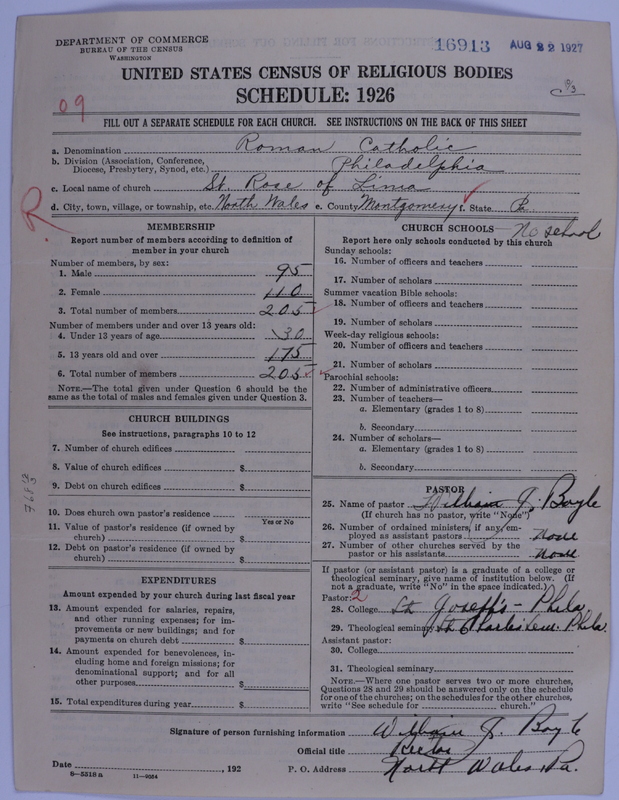 DEPARTMENT OF COMMERCE
BUREAU OF THE CENSUS
WASHINGTON
16913 AUG 22 1927
UNITED STATES CENSUS OF RELIGIOUS BODIES
SCHEDULE: 1926
09
FILL OUT A SEPARATE SCHEDULE FOR EACH CHURCH. SEE INSTRUCTIONS ON THE BACK OF THIS SHEET
a. Denomination Roman Catholic
b. Division (Association, Conference, Diocese, Presbytery, Synod, etc.) Philadelphia
c. Local name of church St. Rose of Lima
d. City, town, village, or township, etc. North Wales e. County Montgomery f. State Pa.
R
MEMBERSHIP
Report number of members according to definition of
member in your church
Number of members, by sex:
1. Male 95
2. Female 110
3. Total number of members 205
Number of members under and over 13 years old:
4. Under 13 years of age 30
5. 13 years old and over 175
6. Total number of members 205
NOTE.—The total given under Question 6 should be the
same as the total of males and females given under Question 3.
CHURCH BUILDINGS
See instructions, paragraphs 10 to 12
7. Number of church edifices
8. Value of church edifices $
9. Debt on church edifices $
10. Does church own pastor's residence
Yes or No
11. Value of pastor's residence (if owned by
church) $
12. Debt on pastor's residence (if owned by
church) $
EXPENDITURES
Amount expended by your church during last fiscal year
13. Amount expended for salaries, repairs,
and other running expenses; for im-
provements or new buildings; and for
payments on church debt $
14. Amount expended for benevolences, in-
cluding home and foreign missions; for
denominational support; and for all
other purposes $
15. Total expenditures during year $
CHURCH SCHOOLS— No school
Report here only schools conducted by this church
Sunday schools:
16. Number of officers and teachers
17. Number of scholars
Summer vacation Bible schools:
18. Number of officers and teachers
19. Number of scholars
Week-day religious schools:
20. Number of officers and teachers
21. Number of scholars
Parochial schools:
22. Number of administrative officers
23. Number of teachers—
a. Elementary (grades 1 to 8)
b. Secondary
24. Number of scholars—
a. Elementary (grades 1 to 8)
b. Secondary
PASTOR
25. Name of pastor William J. Boyle
(If church has no pastor, write "None")
26. Number of ordained ministers, if any, em-
ployed as assistant pastors None
27. Number of other churches served by the
pastor or his assistants None
If pastor (or assistant pastor) is a graduate of a college or
theological seminary, give name of institution below. (If
not a graduate, write "No" in the space indicated.)
Pastor: 2
28. College St Joseph's - Phila
29. Theological seminary St Charles Sem. Phila.
Assistant pastor:
30. College
31. Theological seminary
NOTE.—Where one pastor serves two or more churches,
Questions 28 and 29 should be answered only on the schedule
for one of the churches; on the schedules for the other churches,
write "See schedule for church."
Signature of person furnishing information William J. Boyle
Official title Rector
Date , 192 P. O. Address North Wales, Pa.
8—5518 a 11—9054